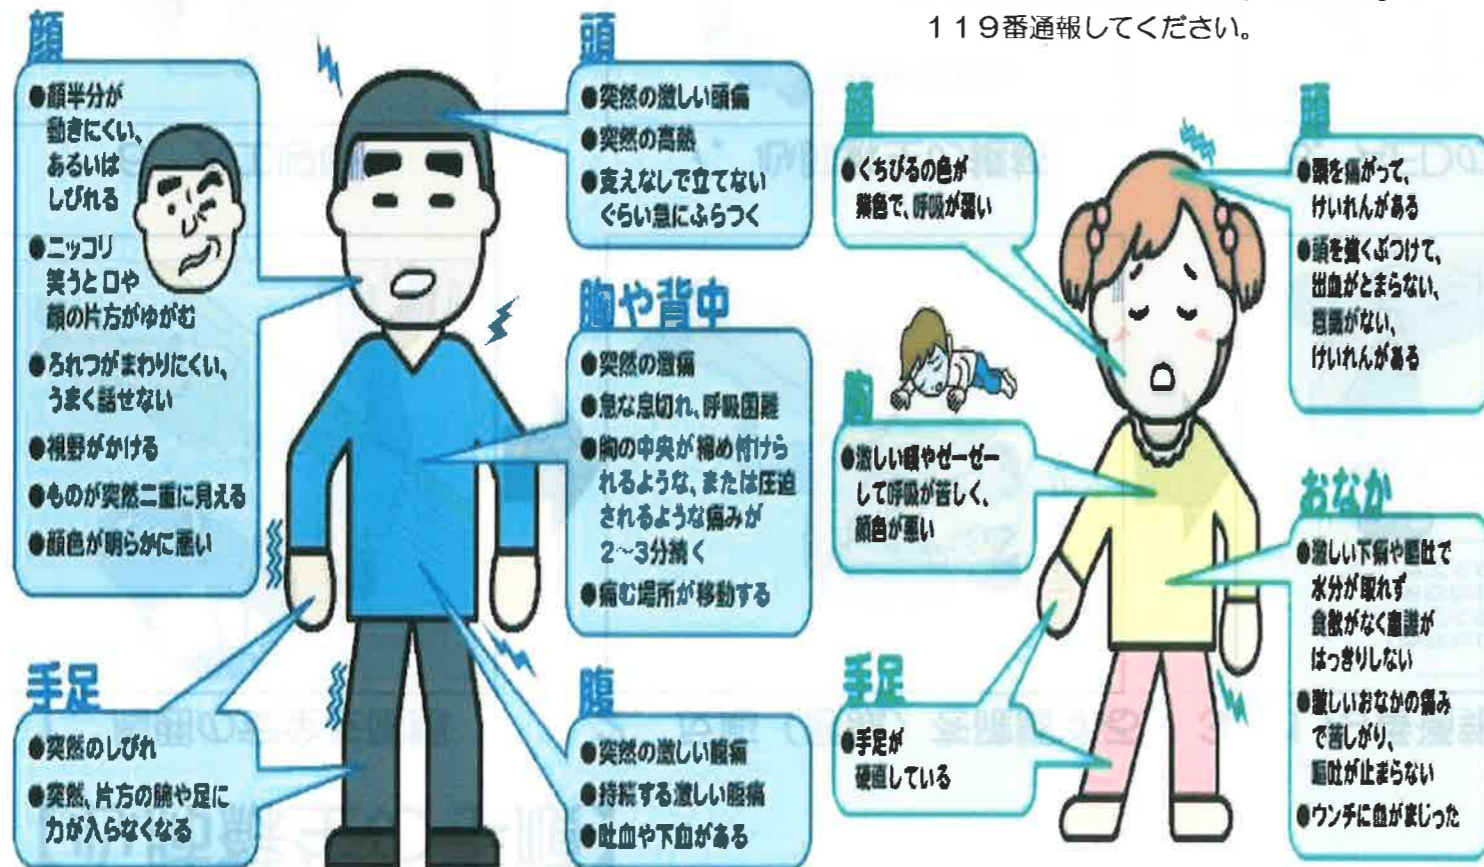 119番通報してください。
顔
●顔半分が
動きにくい、
あるいは
しびれる
●ニッコリ
笑うと口や
顔の片方がゆがむ
●ろれつがまわりにくい、
うまく話せない
●視野がかける
●ものが突然二重に見える
●顔色が明らかに悪い
手足
●突然のしびれ
●突然、片方の腕や足に
力が入らなくなる
頭
●突然の激しい頭痛
●突然の高熱
●支えなしで立てない
ぐらい急にふらつく
胸や背中
●突然の激痛
●急な息切れ、呼吸困難
●胸の中央が締め付けら
れるような、または圧迫
されるような痛みが
2～3分続く
●痛む場所が移動する
腹
●突然の激しい腹痛
●持続する激しい腹痛
●吐血や下血がある
顔
●くちびるの色が
紫色で、呼吸が弱い
胸
●激しい咳やゼーゼー
して呼吸が苦しく、
顔色が悪い
手足
●手足が
硬直している
頭
●頭を痛がって、
けいれんがある
●頭を強くぶつけて、
出血がとまらない、
意識がない、
けいれんがある
おなか
●激しい下痢や嘔吐で
水分が取れず
食欲がなく意識が
はっきりしない
●激しいおなかの痛み
で苦しがり、
嘔吐が止まらない
●ウンチに血がまじった